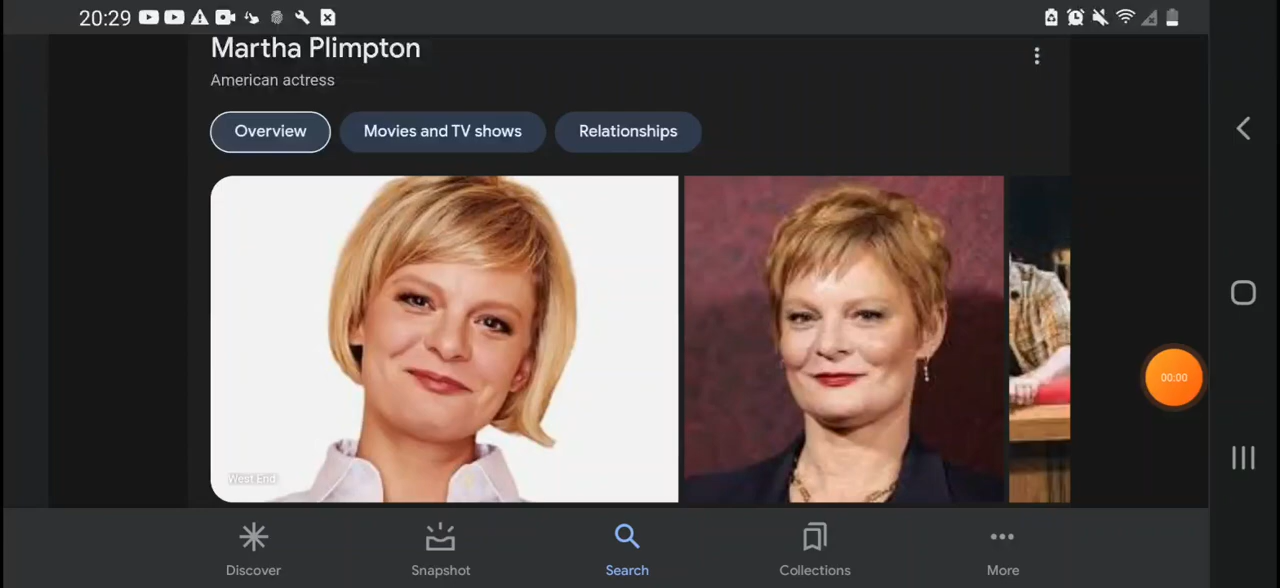 20:29
Martha Plimpton
American actress
Overview
Movies and TV shows
Relationships
West End
00:00
Discover
Snapshot
Search
Collections
More